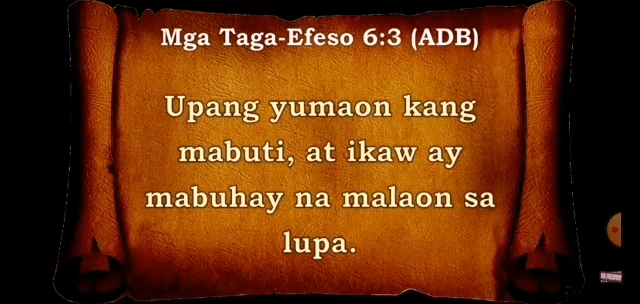 Mga Taga-Efeso 6:3 (ADB)
Upang yumaon kang
mabuti, at ikaw ay
mabuhay na malaon sa
lupa.